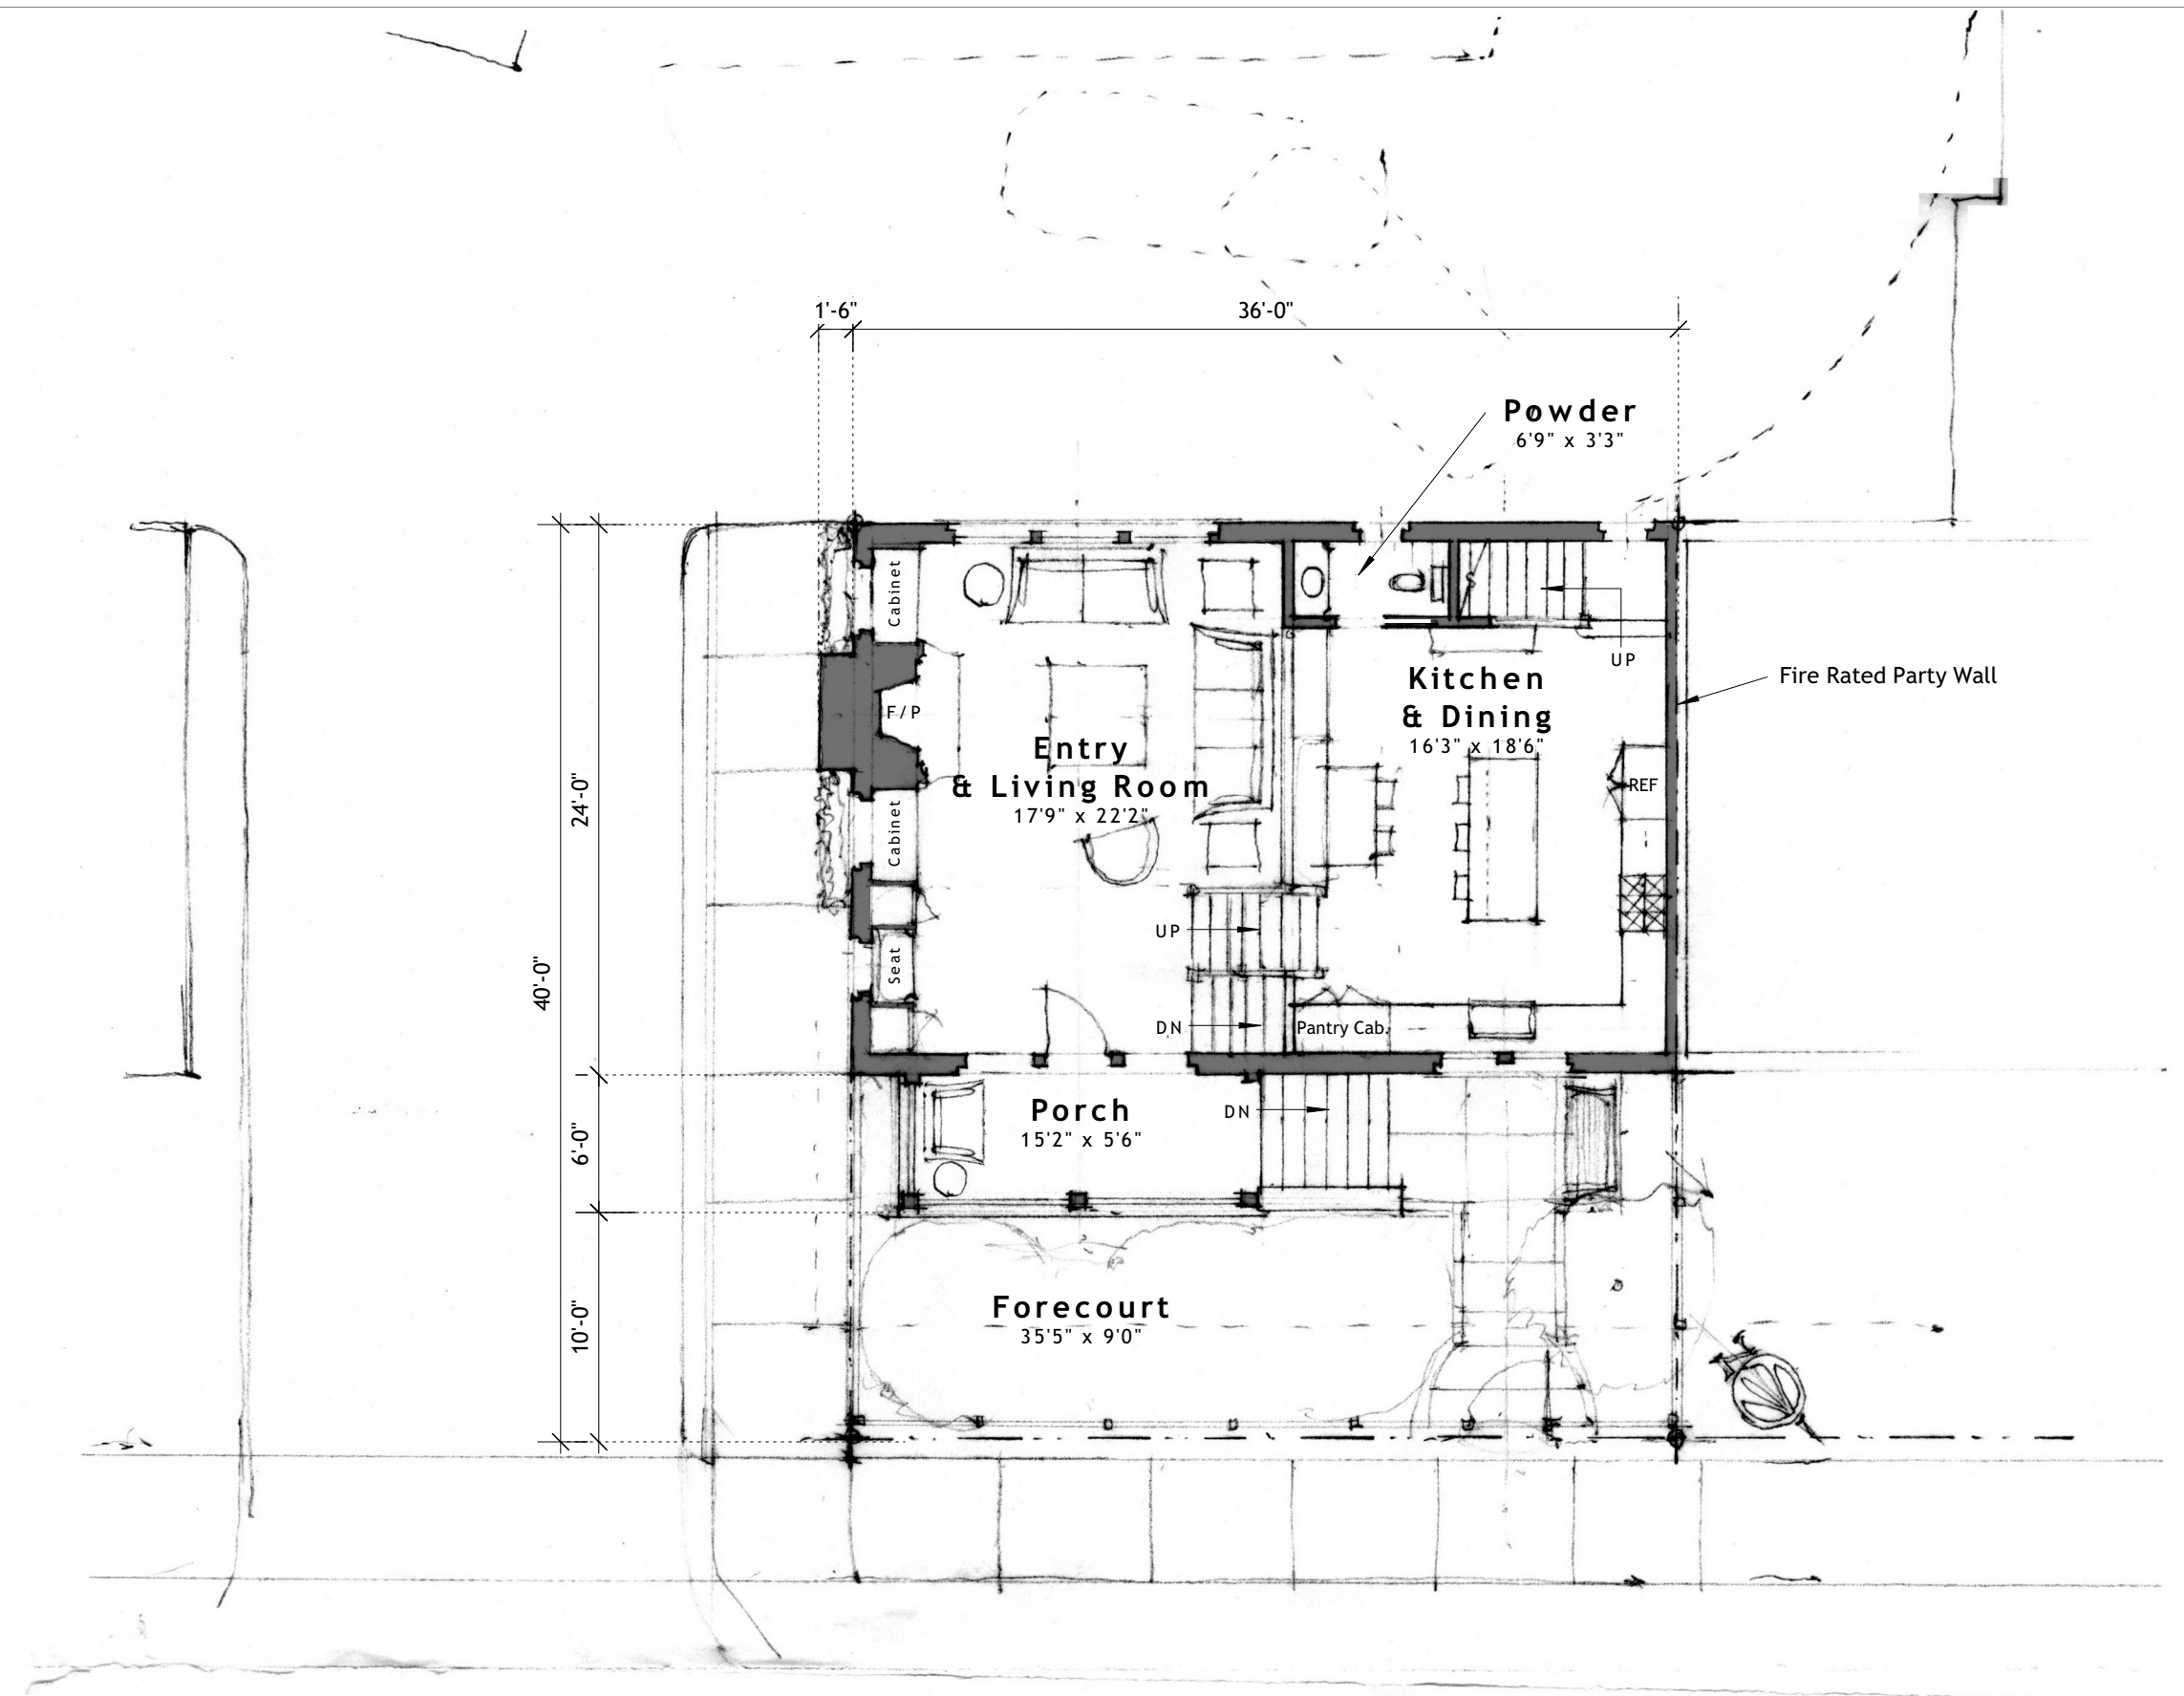 1'-6"
36'-0"
Powder
6'9" x 3'3"
Cabinet
UP
Kitchen
& Dining
16'3" x 18'6"
Fire Rated Party Wall
F/P
Entry
& Living Room
17'9" x 22'2"
REF
24'-0"
Cabinet
UP
Seat
40'-0"
DN
Pantry Cab.
Porch
15'2" x 5'6"
DN
6'-0"
Forecourt
35'5" x 9'0"
10'-0"